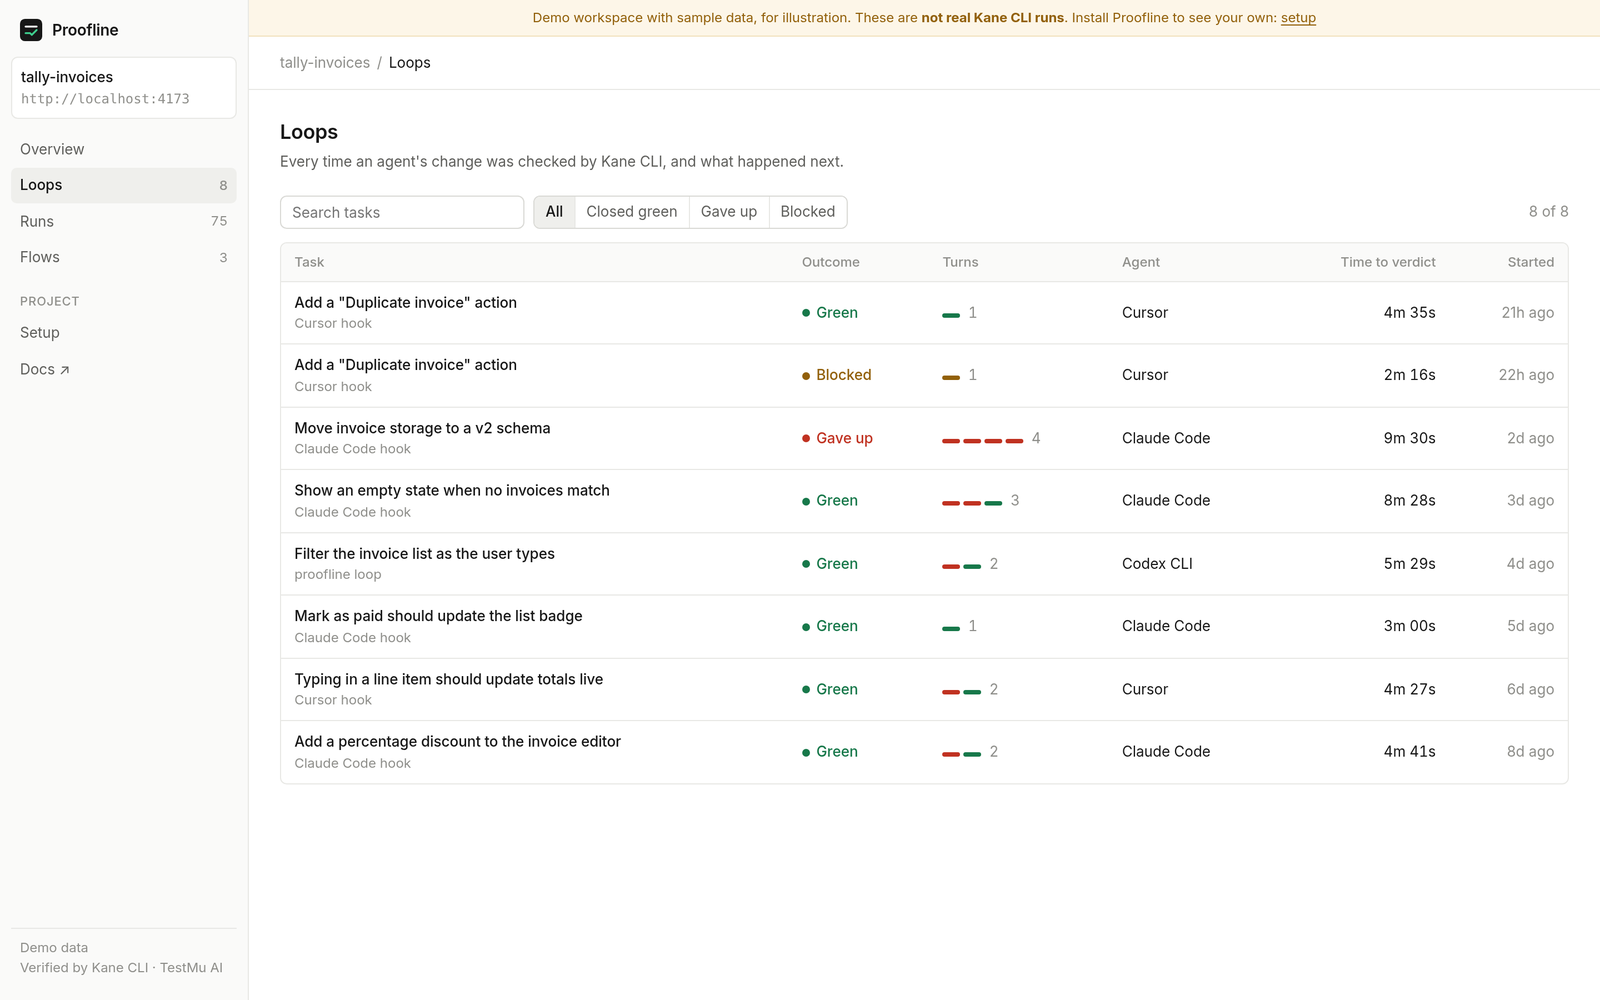 Proofline
tally-invoices
http://localhost:4173
Overview
Loops 8
Runs 75
Flows 3
PROJECT
Setup
Docs ↗
Demo data
Verified by Kane CLI · TestMu AI
Demo workspace with sample data, for illustration. These are not real Kane CLI runs. Install Proofline to see your own: setup
tally-invoices / Loops
Loops
Every time an agent's change was checked by Kane CLI, and what happened next.
Search tasks All Closed green Gave up Blocked 8 of 8
Task Outcome Turns Agent Time to verdict Started
Add a "Duplicate invoice" action
Cursor hook
Green 1 Cursor 4m 35s 21h ago
Add a "Duplicate invoice" action
Cursor hook
Blocked 1 Cursor 2m 16s 22h ago
Move invoice storage to a v2 schema
Claude Code hook
Gave up 4 Claude Code 9m 30s 2d ago
Show an empty state when no invoices match
Claude Code hook
Green 3 Claude Code 8m 28s 3d ago
Filter the invoice list as the user types
proofline loop
Green 2 Codex CLI 5m 29s 4d ago
Mark as paid should update the list badge
Claude Code hook
Green 1 Claude Code 3m 00s 5d ago
Typing in a line item should update totals live
Cursor hook
Green 2 Cursor 4m 27s 6d ago
Add a percentage discount to the invoice editor
Claude Code hook
Green 2 Claude Code 4m 41s 8d ago